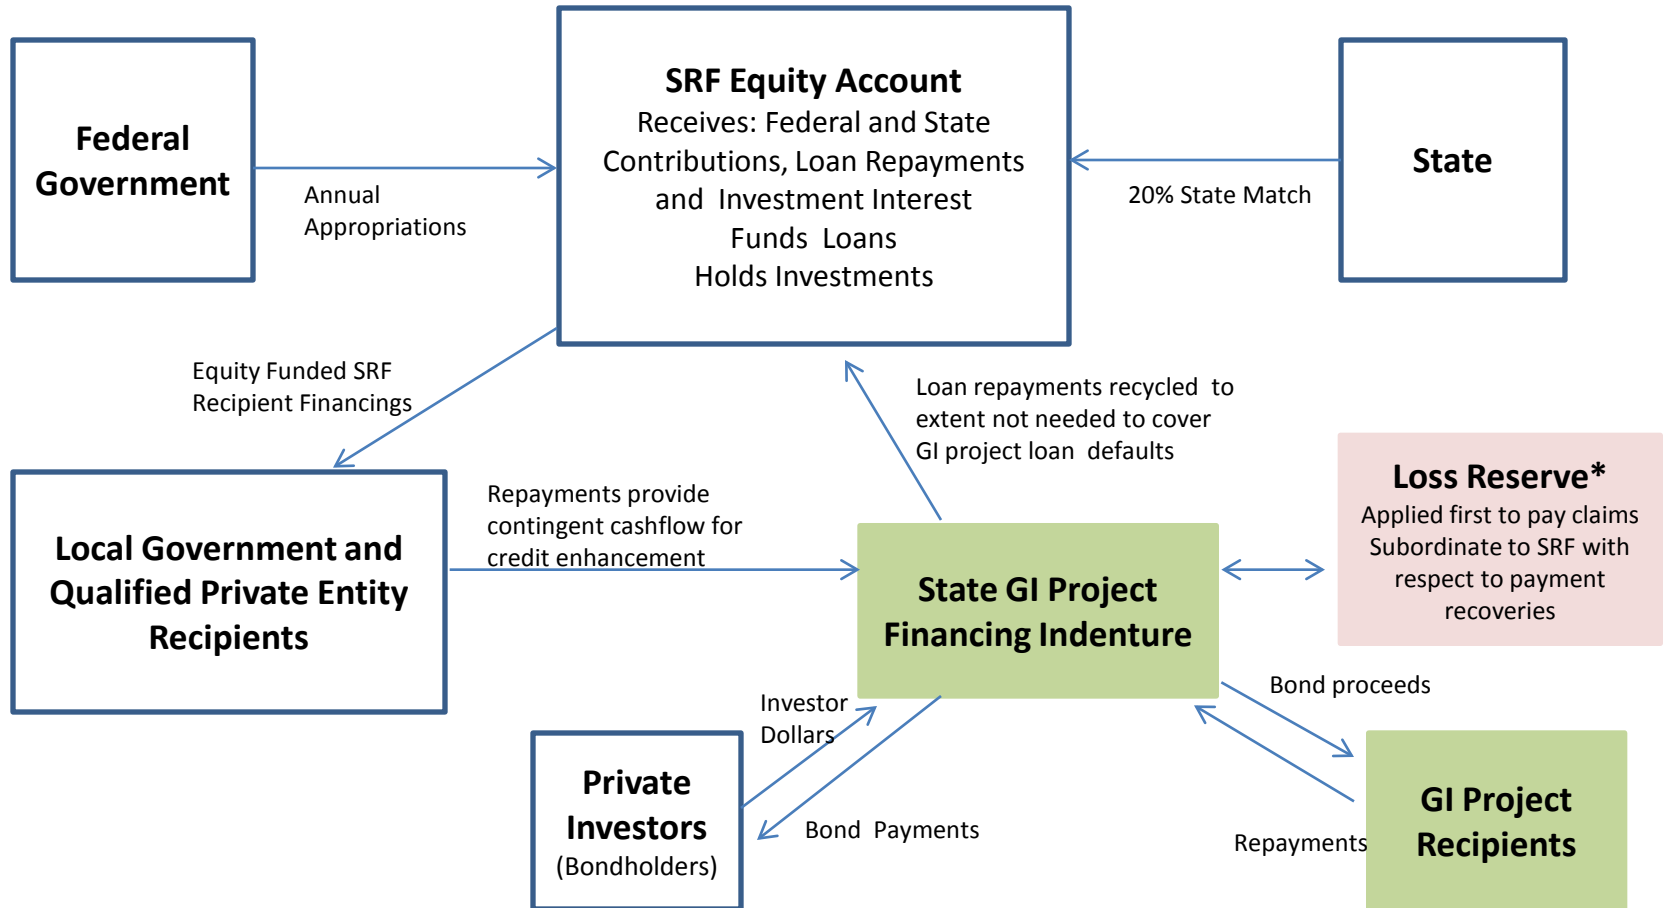 Federal
Government
Annual
Appropriations
SRF Equity Account
Receives: Federal and State
Contributions, Loan Repayments
and Investment Interest
Funds Loans
Holds Investments
20% State Match
State
Equity Funded SRF
Recipient Financings
Loan repayments recycled to
extent not needed to cover
GI project loan defaults
Local Government and
Qualified Private Entity
Recipients
Repayments provide
contingent cashflow for
credit enhancement
State GI Project
Financing Indenture
Loss Reserve*
Applied first to pay claims
Subordinate to SRF with
respect to payment
recoveries
Investor
Dollars
Bond Payments
Private
Investors
(Bondholders)
Bond proceeds
Repayments
GI Project
Recipients